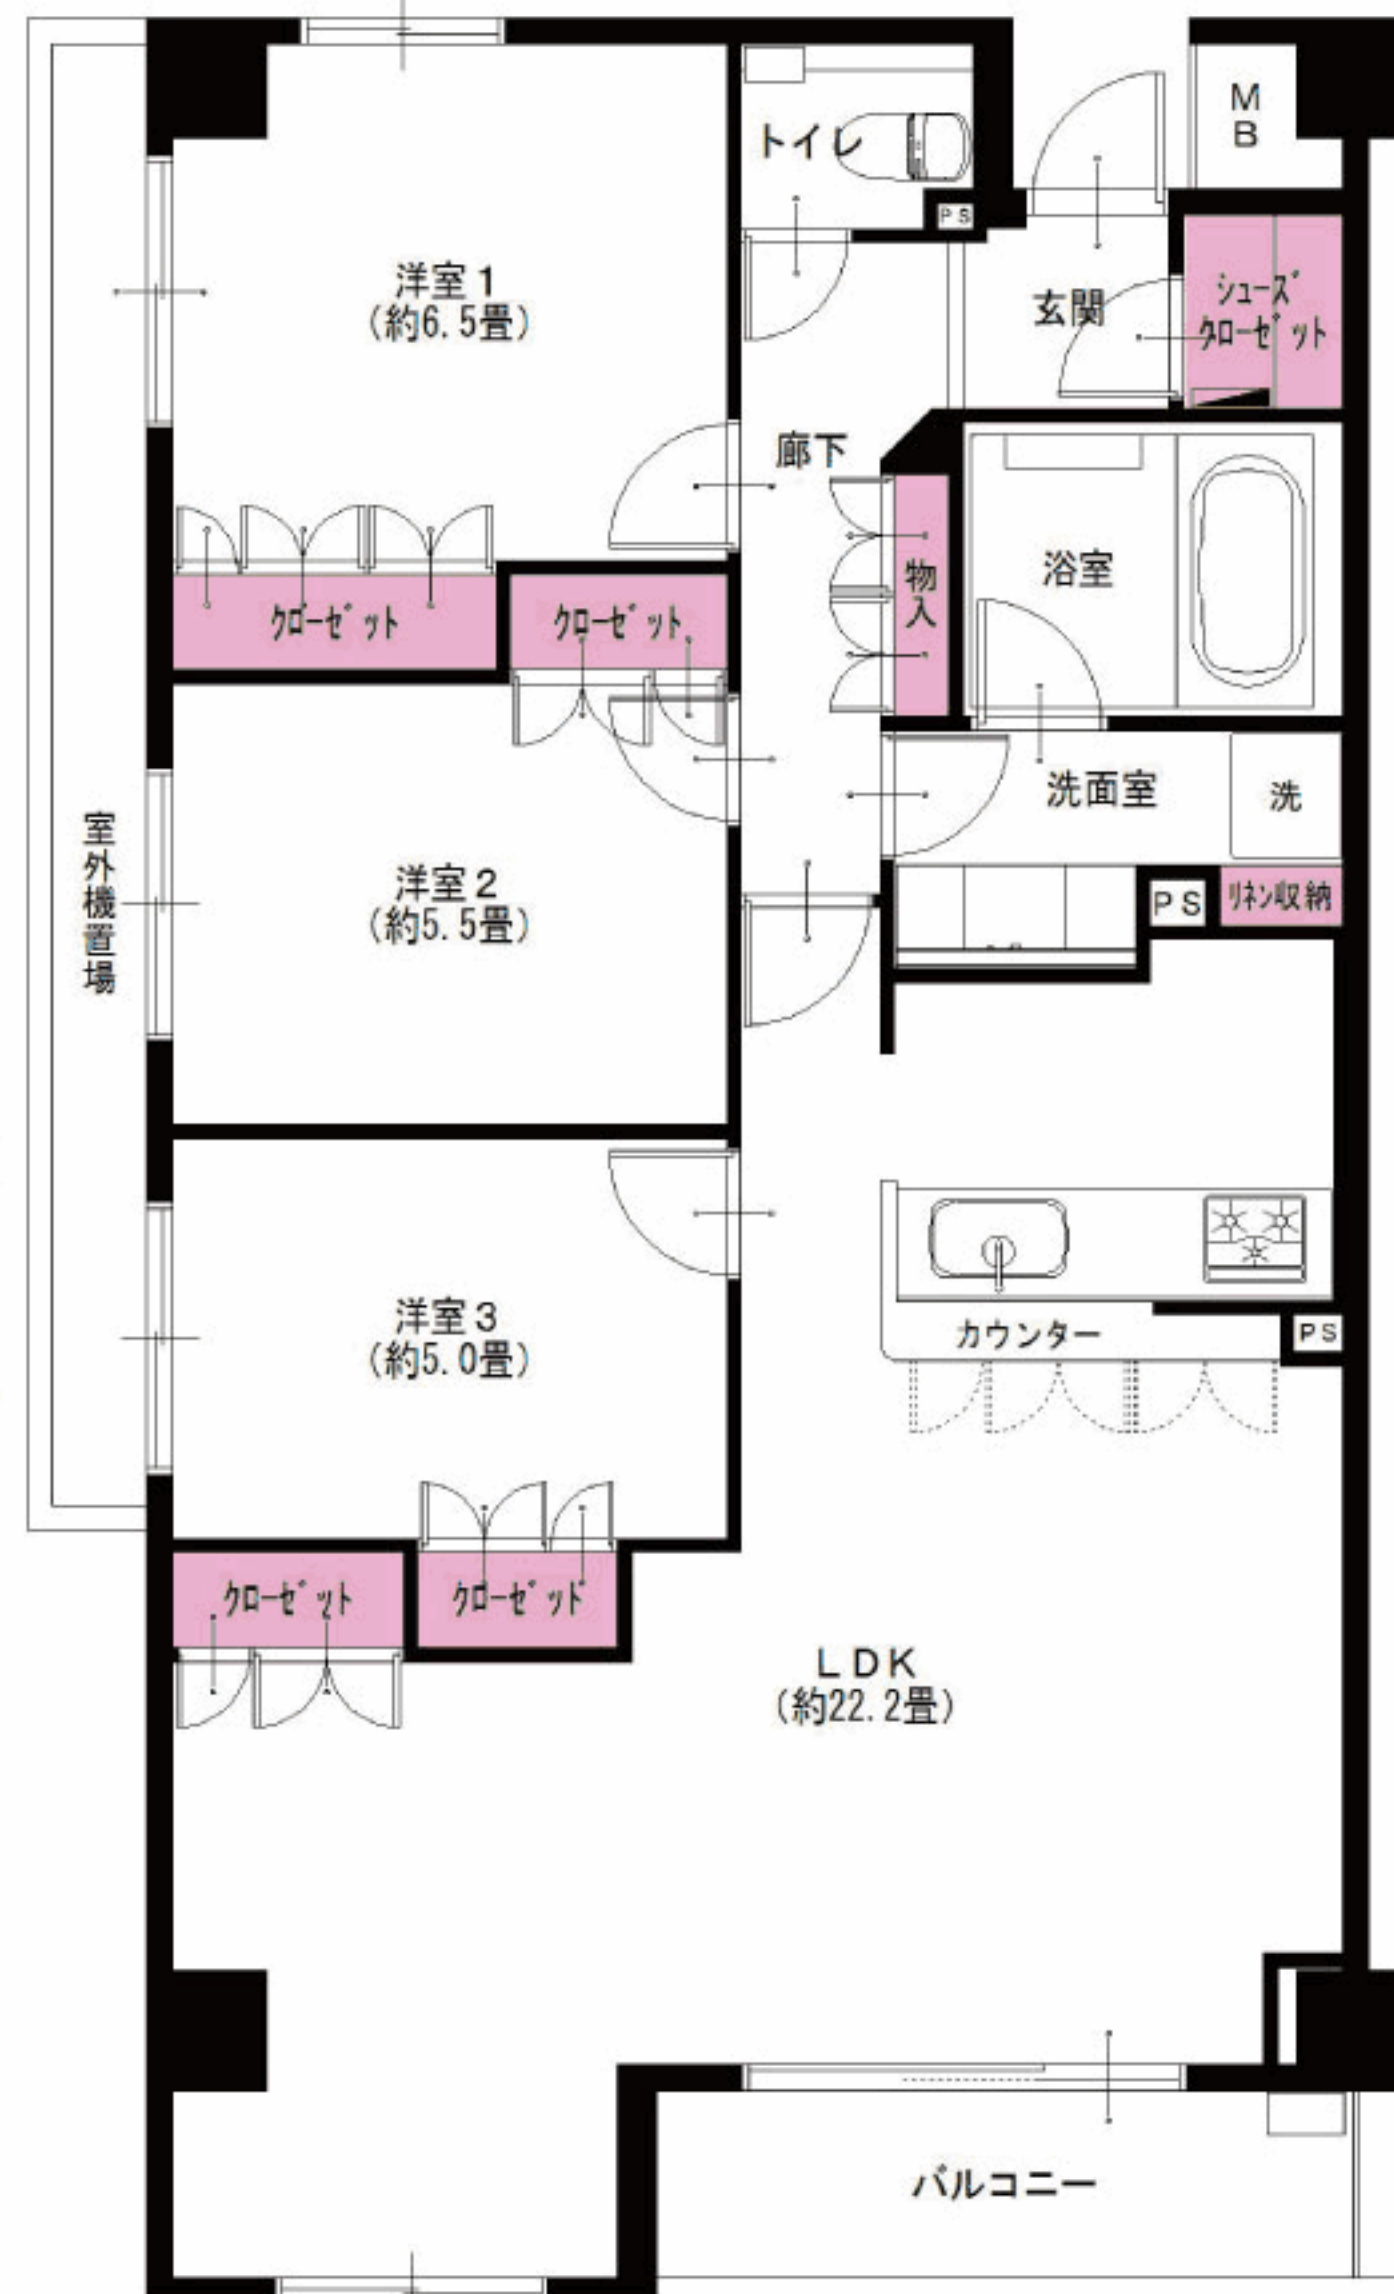 M
B
トイレ
PS
洋室1
(約6.5畳)
玄関
シューズ
クローゼット
廊下
物入
浴室
クローゼット
クローゼット
洗面室
洗
室外機置場
洋室2
(約5.5畳)
PS
リネン収納
洋室3
(約5.0畳)
カウンター
PS
クローゼット
クローゼット
LDK
(約22.2畳)
バルコニー